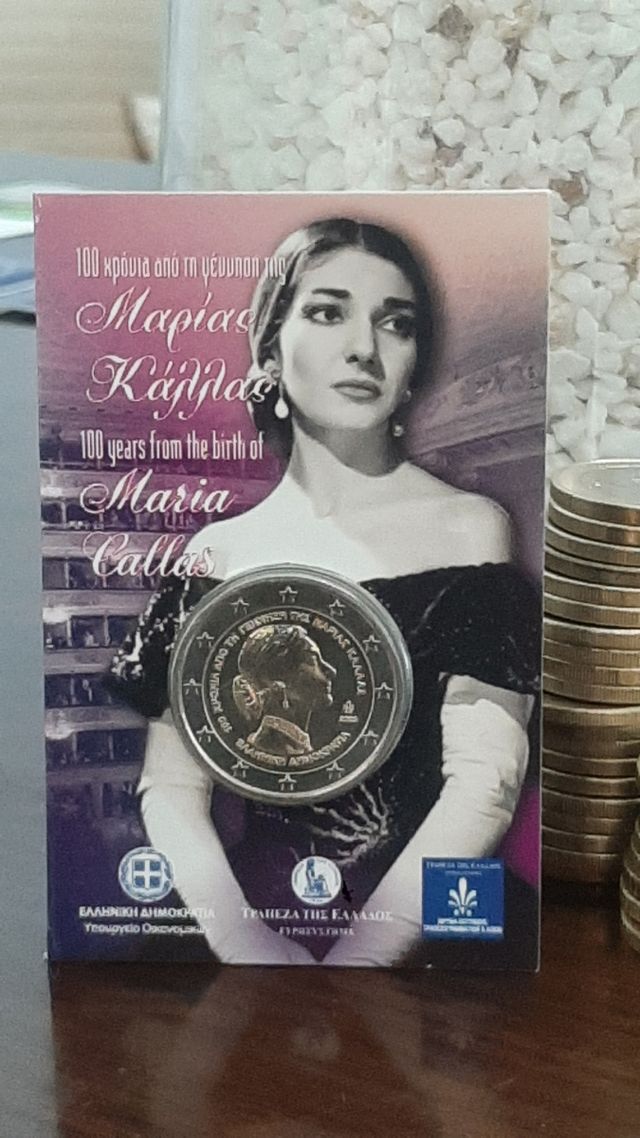 100 χρόνια από τη γέννηση της
Μαρίας
Κάλλας
100 years from the birth of
Maria
Callas
100 ΧΡΟΝΙΑ ΑΠΟ ΤΗ ΓΕΝΝΗΣΗ ΤΗΣ ΜΑΡΙΑΣ ΚΑΛΛΑΣ
ΕΛΛΗΝΙΚΗ ΔΗΜΟΚΡΑΤΙΑ
ΕΛΛΗΝΙΚΗ ΔΗΜΟΚΡΑΤΙΑ
Υπουργείο Οικονομικών
ΤΡΑΠΕΖΑ ΤΗΣ ΕΛΛΑΔΟΣ
ΕΥΡΩΣΥΣΤΗΜΑ
ΤΡΑΠΕΖΑ ΤΗΣ ΕΛΛΑΔΟΣ